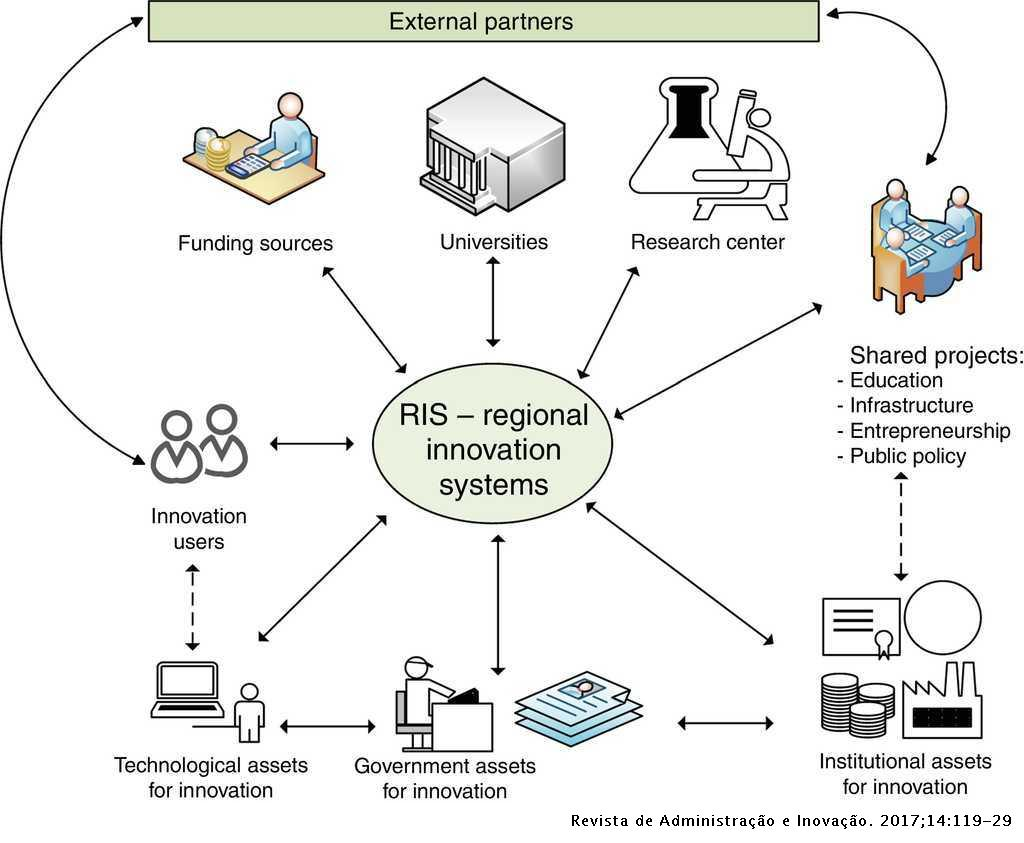 External partners
Funding sources
Universities
Research center
Shared projects:
- Education
- Infrastructure
- Entrepreneurship
- Public policy
RIS – regional
innovation
systems
Innovation
users
Technological assets
for innovation
Government assets
for innovation
Institutional assets
for innovation
Revista de Administração e Inovação. 2017;14:119–29